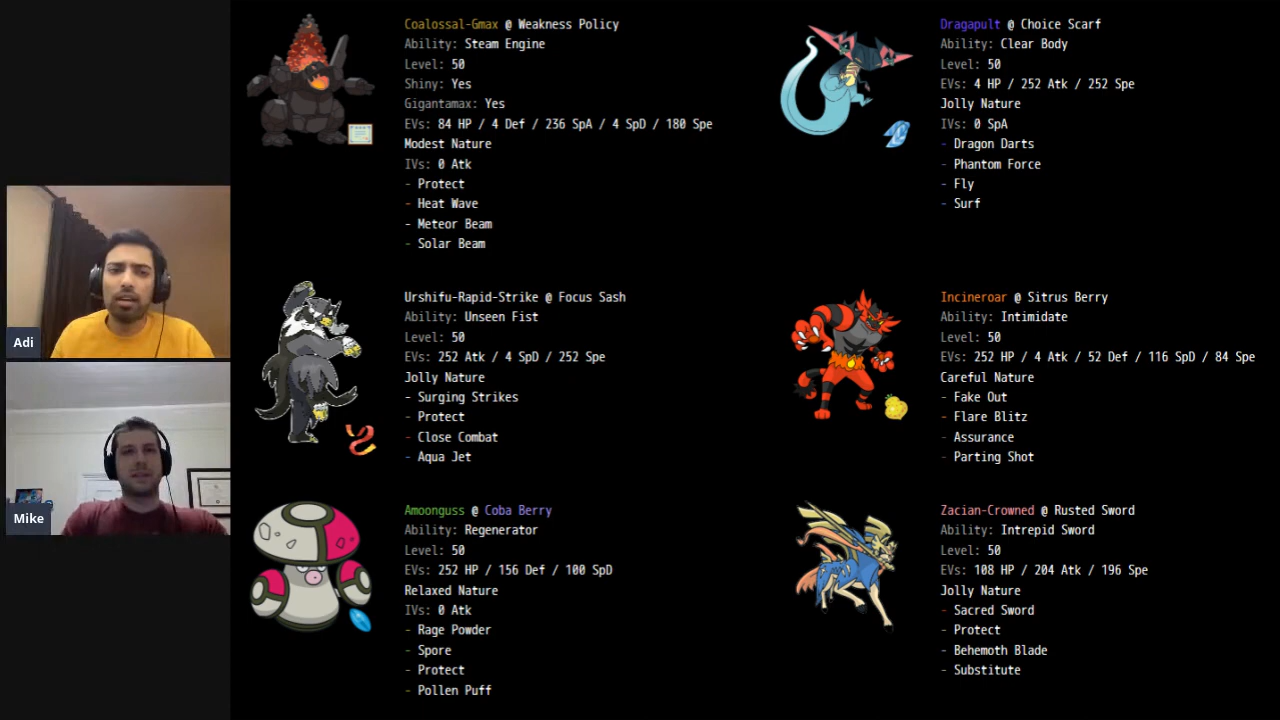 Coalossal-Gmax @ Weakness Policy
Ability: Steam Engine
Level: 50
Shiny: Yes
Gigantamax: Yes
EVs: 84 HP / 4 Def / 236 SpA / 4 SpD / 180 Spe
Modest Nature
IVs: 0 Atk
- Protect
- Heat Wave
- Meteor Beam
- Solar Beam
Dragapult @ Choice Scarf
Ability: Clear Body
Level: 50
EVs: 4 HP / 252 Atk / 252 Spe
Jolly Nature
IVs: 0 SpA
- Dragon Darts
- Phantom Force
- Fly
- Surf
Adi
Urshifu-Rapid-Strike @ Focus Sash
Ability: Unseen Fist
Level: 50
EVs: 252 Atk / 4 SpD / 252 Spe
Jolly Nature
- Surging Strikes
- Protect
- Close Combat
- Aqua Jet
Incineroar @ Sitrus Berry
Ability: Intimidate
Level: 50
EVs: 252 HP / 4 Atk / 52 Def / 116 SpD / 84 Spe
Careful Nature
- Fake Out
- Flare Blitz
- Assurance
- Parting Shot
Mike
Amoonguss @ Coba Berry
Ability: Regenerator
Level: 50
EVs: 252 HP / 156 Def / 100 SpD
Relaxed Nature
IVs: 0 Atk
- Rage Powder
- Spore
- Protect
- Pollen Puff
Zacian-Crowned @ Rusted Sword
Ability: Intrepid Sword
Level: 50
EVs: 108 HP / 204 Atk / 196 Spe
Jolly Nature
- Sacred Sword
- Protect
- Behemoth Blade
- Substitute